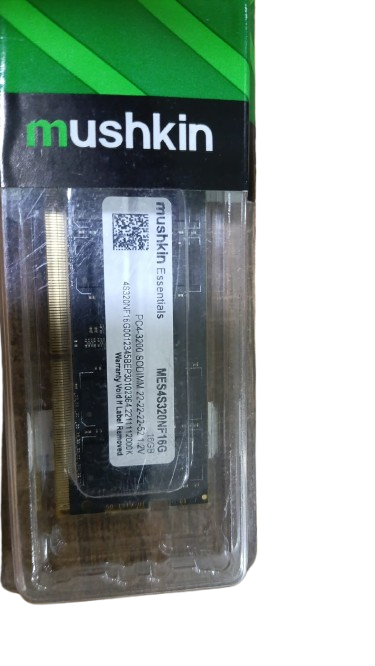 mushkin
mushkin Essentials
MES4S320NF16G
16GB
PC4-3200 SODIMM 22-22-22-52 1.2V
Warranty Void If Label Removed